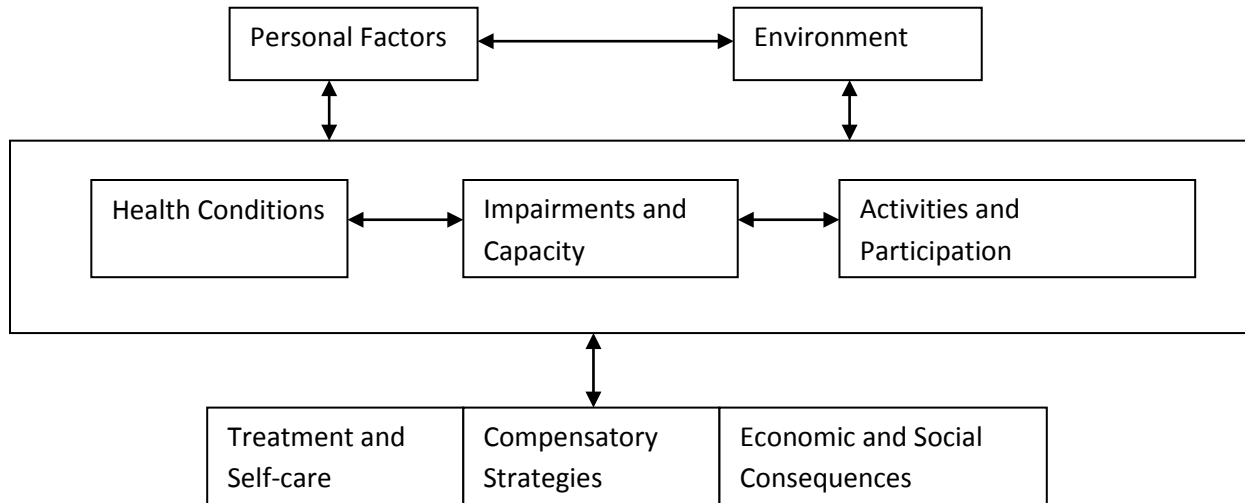 Personal Factors
Environment
Health Conditions
Impairments and
Capacity
Activities and
Participation
Treatment and
Self-care
Compensatory
Strategies
Economic and Social
Consequences